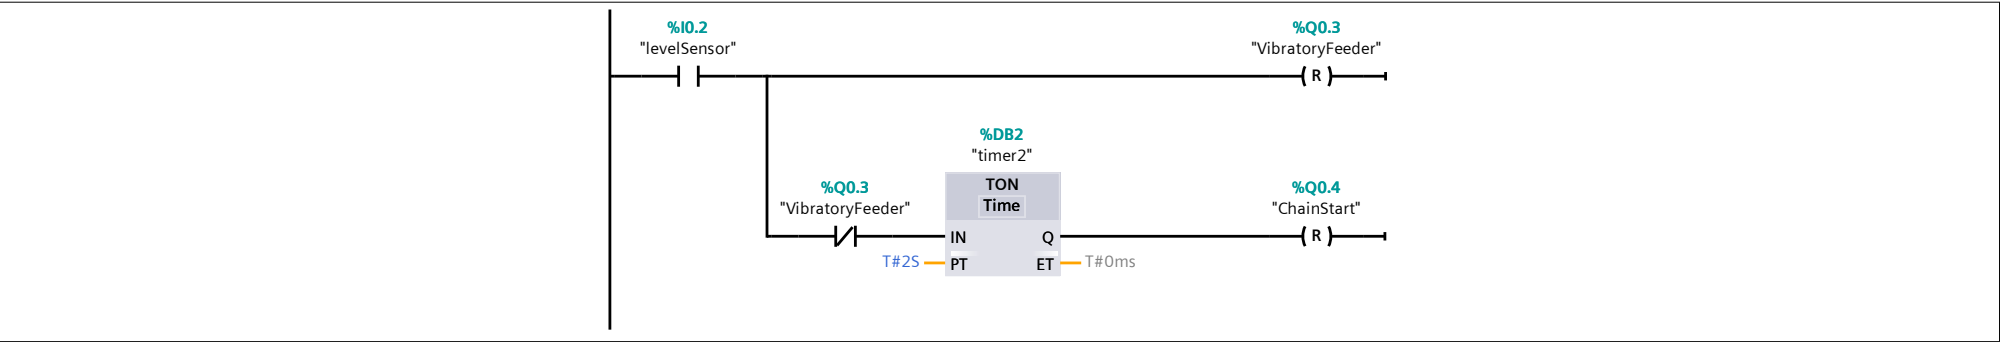 %I0.2
"levelSensor"
%Q0.3
"VibratoryFeeder"
R
%DB2
"timer2"
TON
Time
%Q0.3
"VibratoryFeeder"
%Q0.4
"ChainStart"
IN Q
R
T#2S PT ET T#0ms